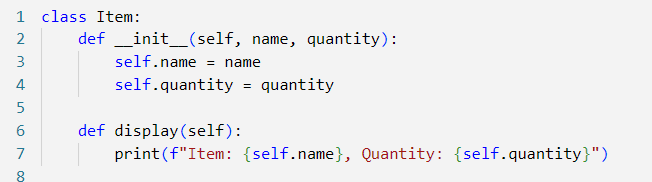 1 class Item:
2     def __init__(self, name, quantity):
3         self.name = name
4         self.quantity = quantity
5
6     def display(self):
7         print(f"Item: {self.name}, Quantity: {self.quantity}")
8